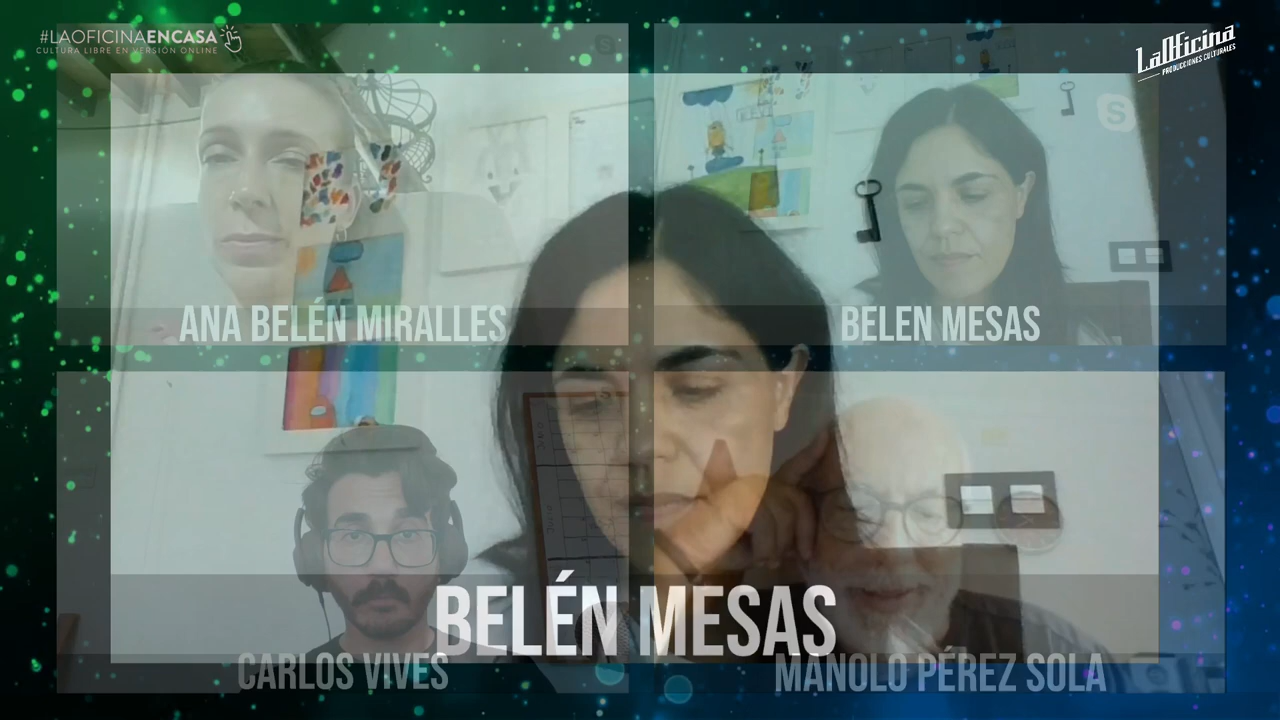 #LAOFICINAENCASA
CULTURA LIBRE EN VERSIÓN ONLINE
LaOficina
PRODUCCIONES CULTURALES
ANA BELÉN MIRALLES
BELEN MESAS
BELÉN MESAS
CARLOS VIVES
MANOLO PÉREZ SOLA